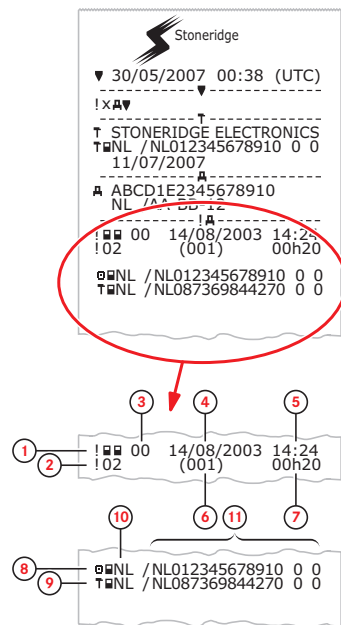 Stoneridge
▼ 30/05/2007 00:38 (UTC)
!x
STONERIDGE ELECTRONICS
NL /NL012345678910 0 0
11/07/2007
ABCD1E2345678910
NL /AA-BB-12
!
! 00 14/08/2003 14:24
!02 (001) 00h20
NL /NL012345678910 0 0
NL /NL087369844270 0 0
3 4 5
1 ! 00 14/08/2003 14:24
2 !02 (001) 00h20
6 7
10 11
8 NL /NL012345678910 0 0
9 NL /NL087369844270 0 0